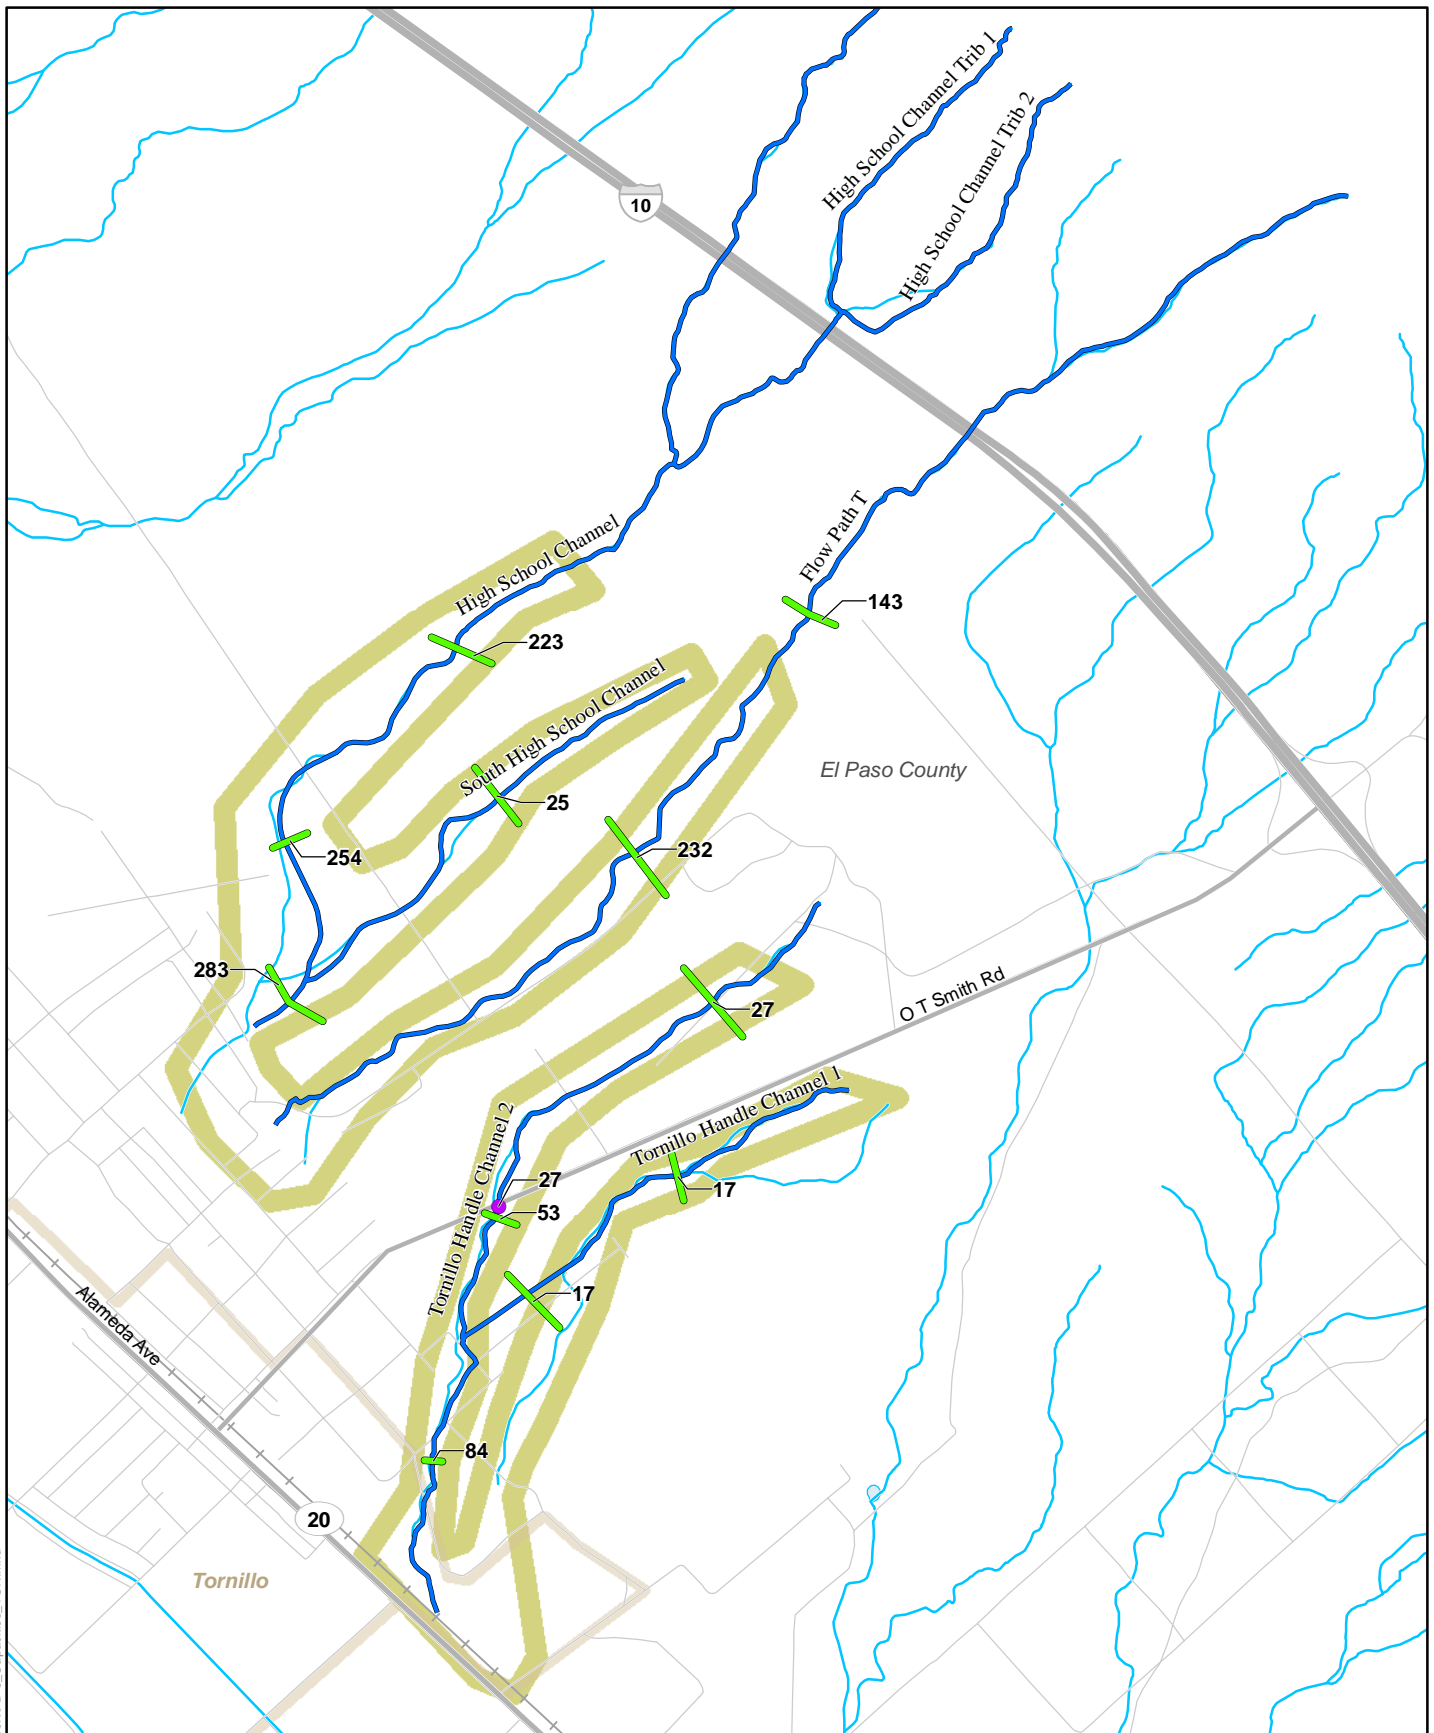 High School Channel Trib 1
High School Channel Trib 2
10
Flow Path T
High School Channel
143
223
South High School Channel
El Paso County
25
232
254
283
O T Smith Rd
27
Tornillo Handle Channel 1
Tornillo Handle Channel 2
27
17
53
17
Alameda Ave
84
20
Tornillo